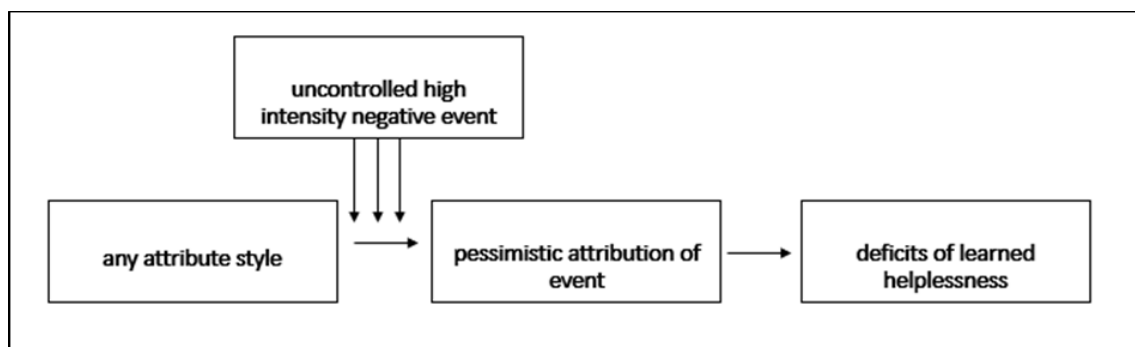 uncontrolled high
intensity negative event
any attribute style
pessimistic attribution of
event
deficits of learned
helplessness